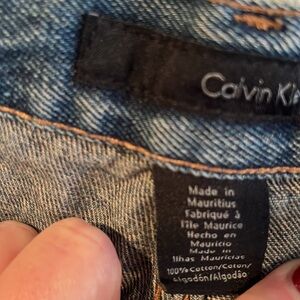 Calvin Kl
Made in
Mauritius
Fabriqué à
l'île Maurice
Hecho en
Mauricio
Made in
Ilhas Mauricias
100% Cotton/Coton/
Algodón/Algodão